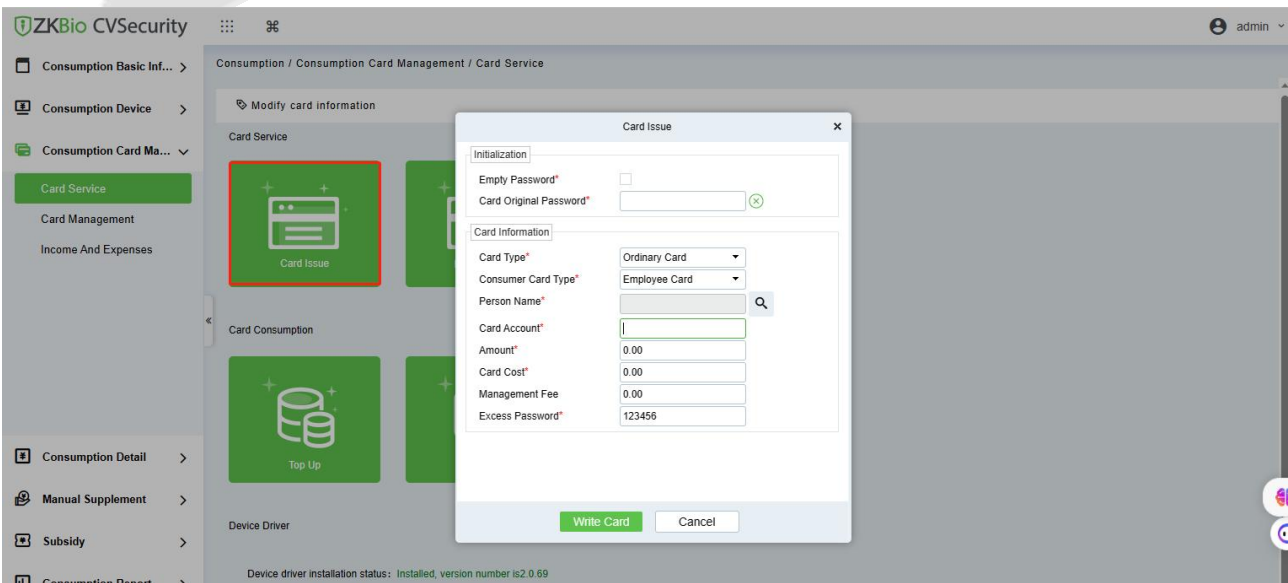 ZKBio CVSecurity
admin
Consumption Basic Inf...
Consumption Device
Consumption Card Ma...
Card Service
Card Management
Income And Expenses
Consumption Detail
Manual Supplement
Subsidy
Consumption Report
Consumption / Consumption Card Management / Card Service
Modify card information
Card Service
Card Issue
Card Consumption
Top Up
Device Driver
Device driver installation status: Installed, version number is2.0.69
Card Issue
Initialization
Empty Password*
Card Original Password*
Card Information
Card Type* Ordinary Card
Consumer Card Type* Employee Card
Person Name*
Card Account*
Amount* 0.00
Card Cost* 0.00
Management Fee 0.00
Excess Password* 123456
Write Card Cancel